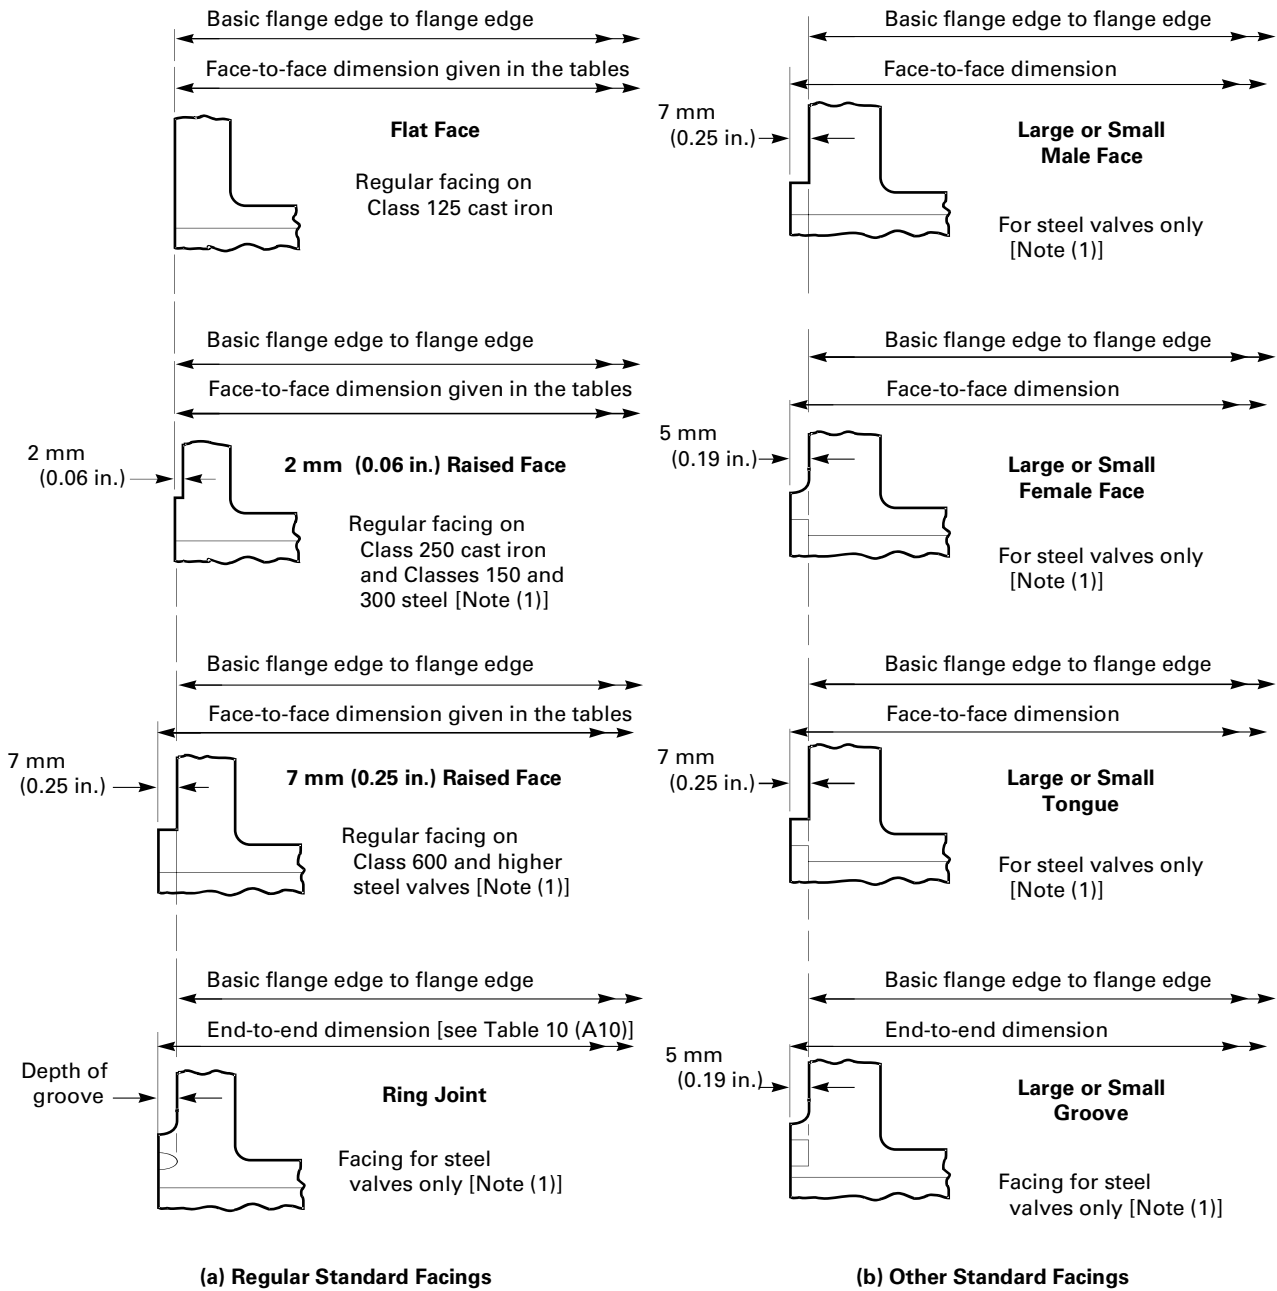 Basic flange edge to flange edge
Face-to-face dimension given in the tables
Flat Face
Regular facing on
Class 125 cast iron
Basic flange edge to flange edge
Face-to-face dimension given in the tables
2 mm
(0.06 in.)
2 mm (0.06 in.) Raised Face
Regular facing on
Class 250 cast iron
and Classes 150 and
300 steel [Note (1)]
Basic flange edge to flange edge
Face-to-face dimension given in the tables
7 mm
(0.25 in.)
7 mm (0.25 in.) Raised Face
Regular facing on
Class 600 and higher
steel valves [Note (1)]
Basic flange edge to flange edge
End-to-end dimension [see Table 10 (A10)]
Depth of
groove
Ring Joint
Facing for steel
valves only [Note (1)]
(a) Regular Standard Facings
Basic flange edge to flange edge
Face-to-face dimension
7 mm
(0.25 in.)
Large or Small
Male Face
For steel valves only
[Note (1)]
Basic flange edge to flange edge
Face-to-face dimension
5 mm
(0.19 in.)
Large or Small
Female Face
For steel valves only
[Note (1)]
Basic flange edge to flange edge
Face-to-face dimension
7 mm
(0.25 in.)
Large or Small
Tongue
For steel valves only
[Note (1)]
Basic flange edge to flange edge
End-to-end dimension
5 mm
(0.19 in.)
Large or Small
Groove
Facing for steel
valves only [Note (1)]
(b) Other Standard Facings